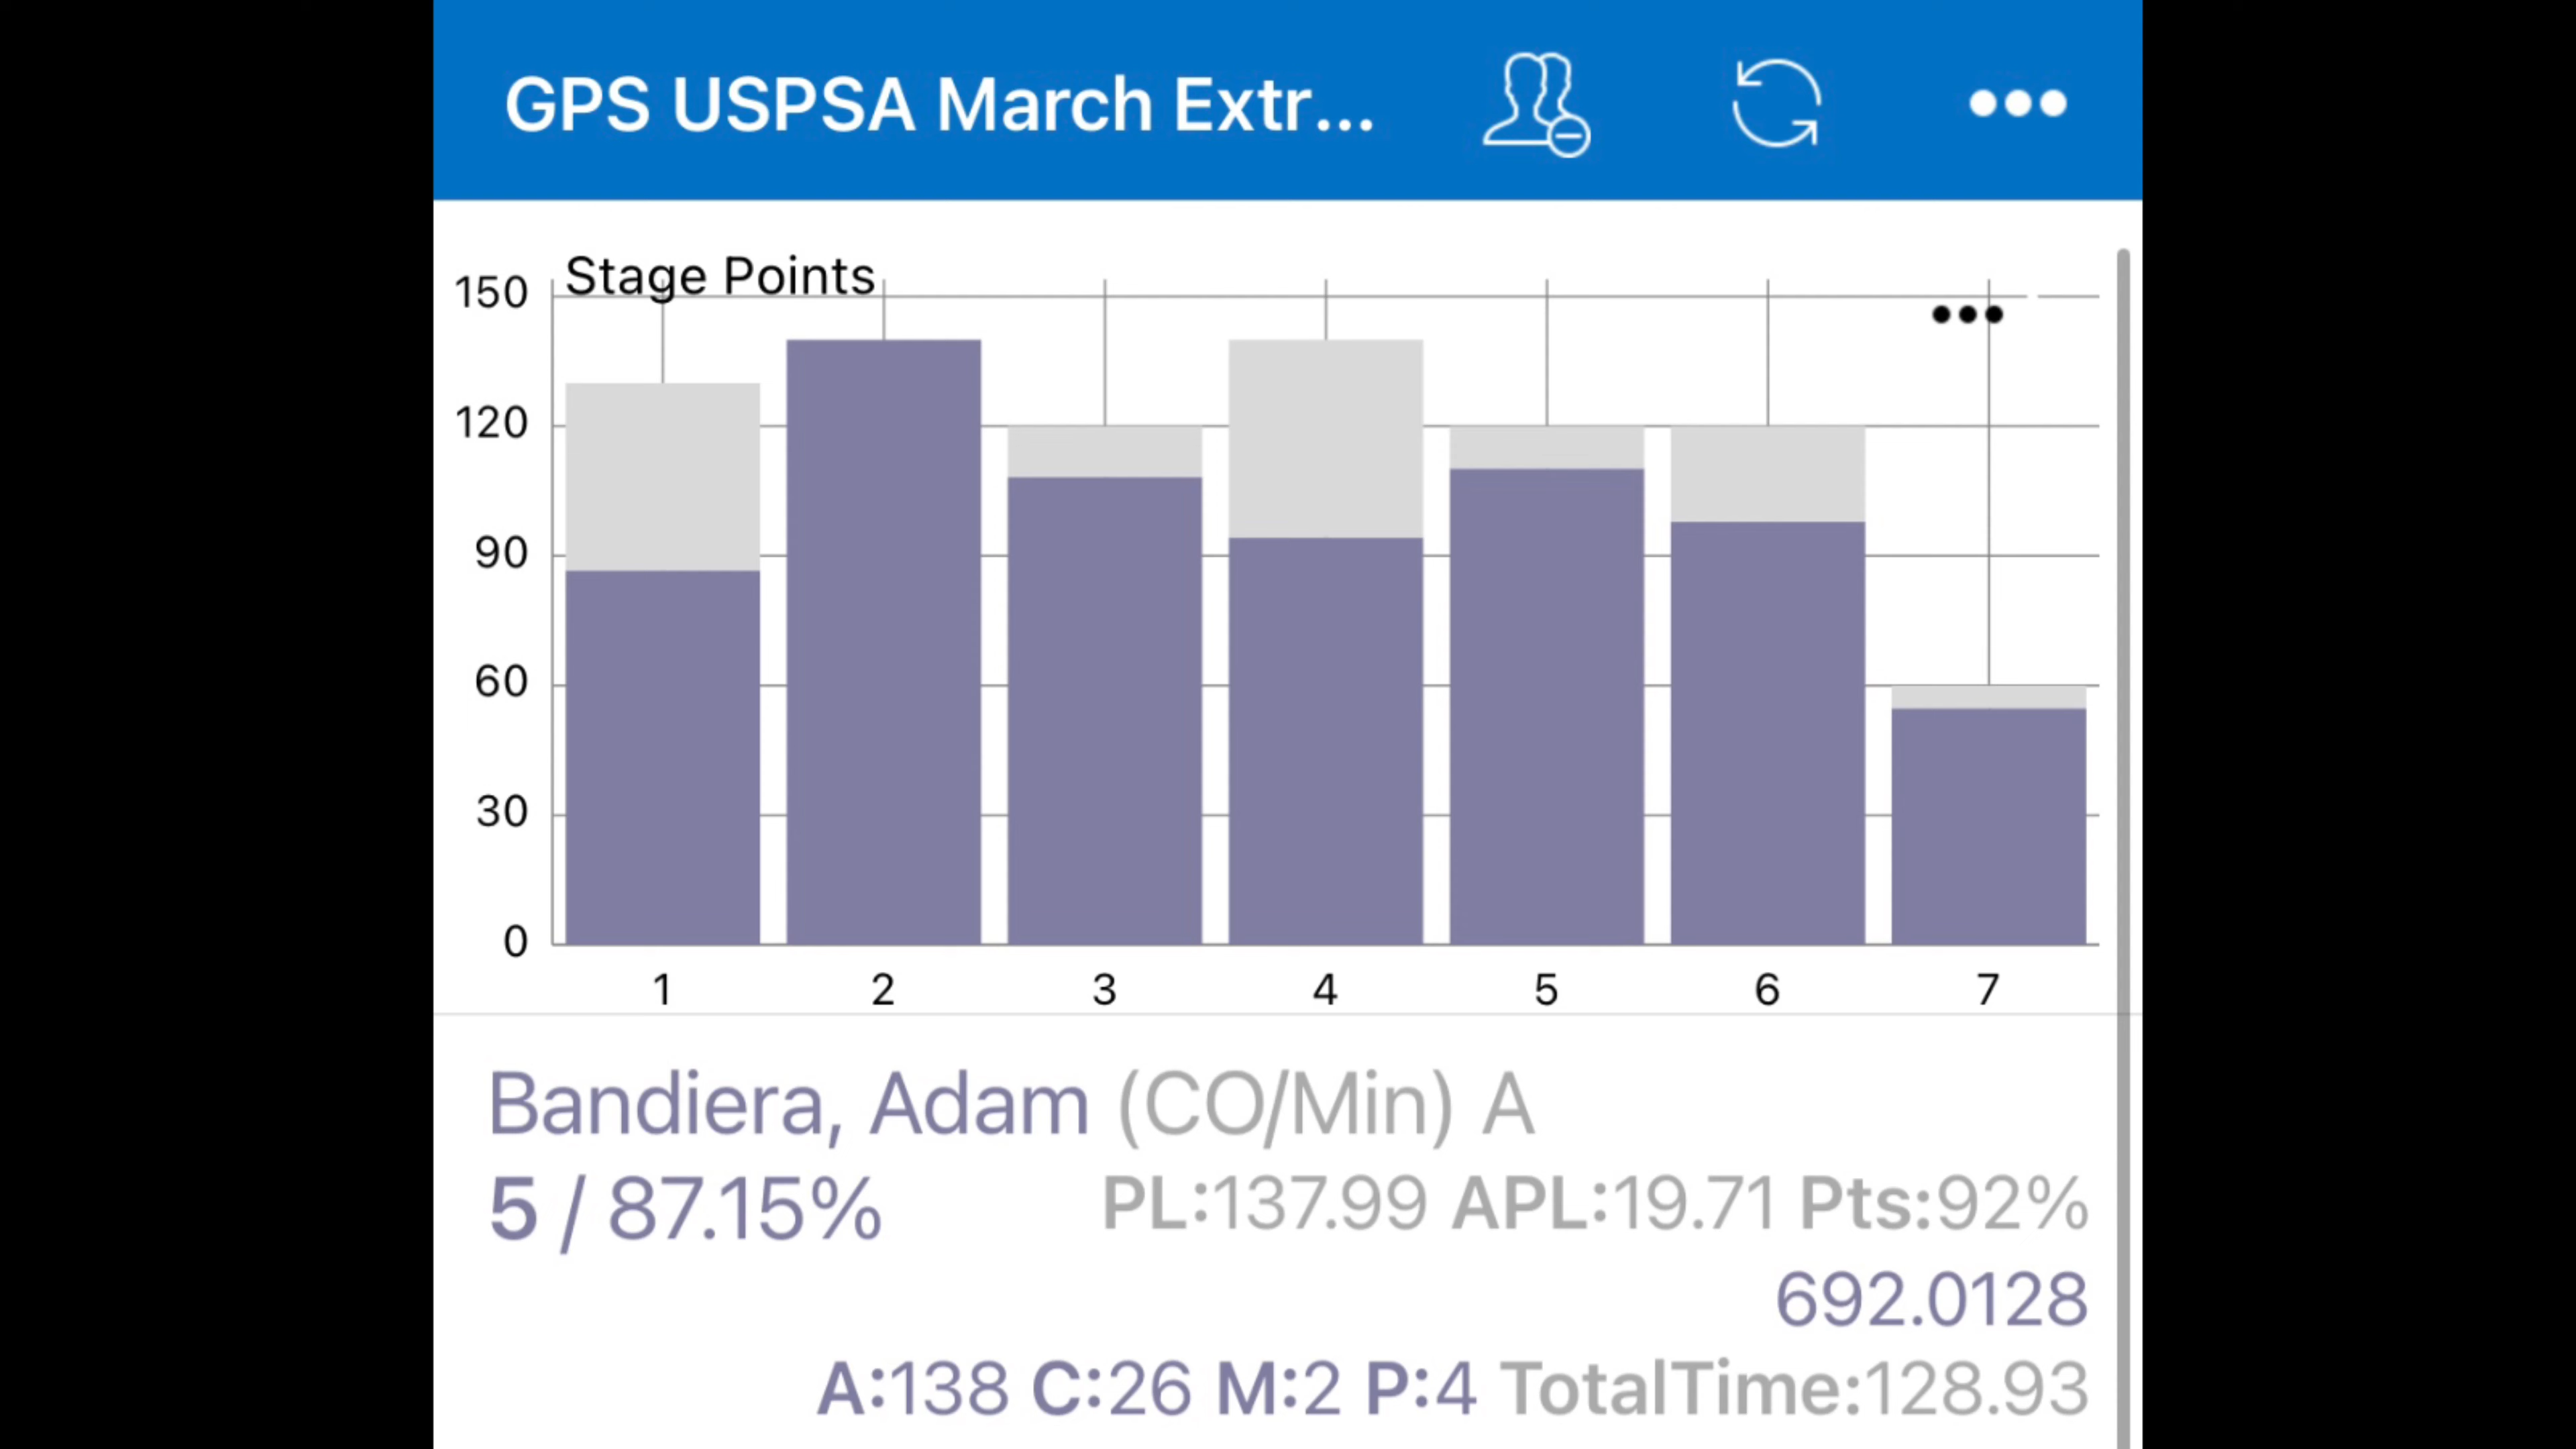 GPS USPSA March Extr...
Stage Points
150
120
90
60
30
0
1 2 3 4 5 6 7
Bandiera, Adam (CO/Min) A
5 / 87.15% PL:137.99 APL:19.71 Pts:92%
692.0128
A:138 C:26 M:2 P:4 TotalTime:128.93